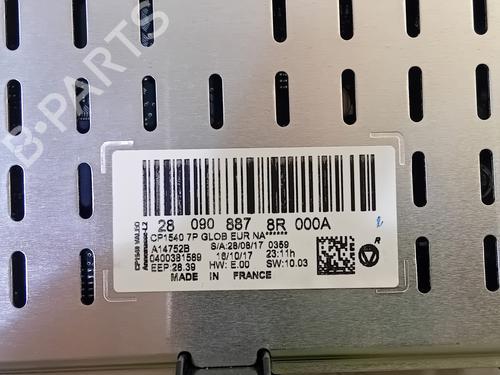 B-PARTS
28 090 887 8R 000A
CP1540 7P GLOB EUR NA*****
A14752B S/A:28/08/17 0359
0400381589 16/10/17 23:11h
EEP:28.39 HW: E.00 SW:10.03
MADE IN FRANCE
R